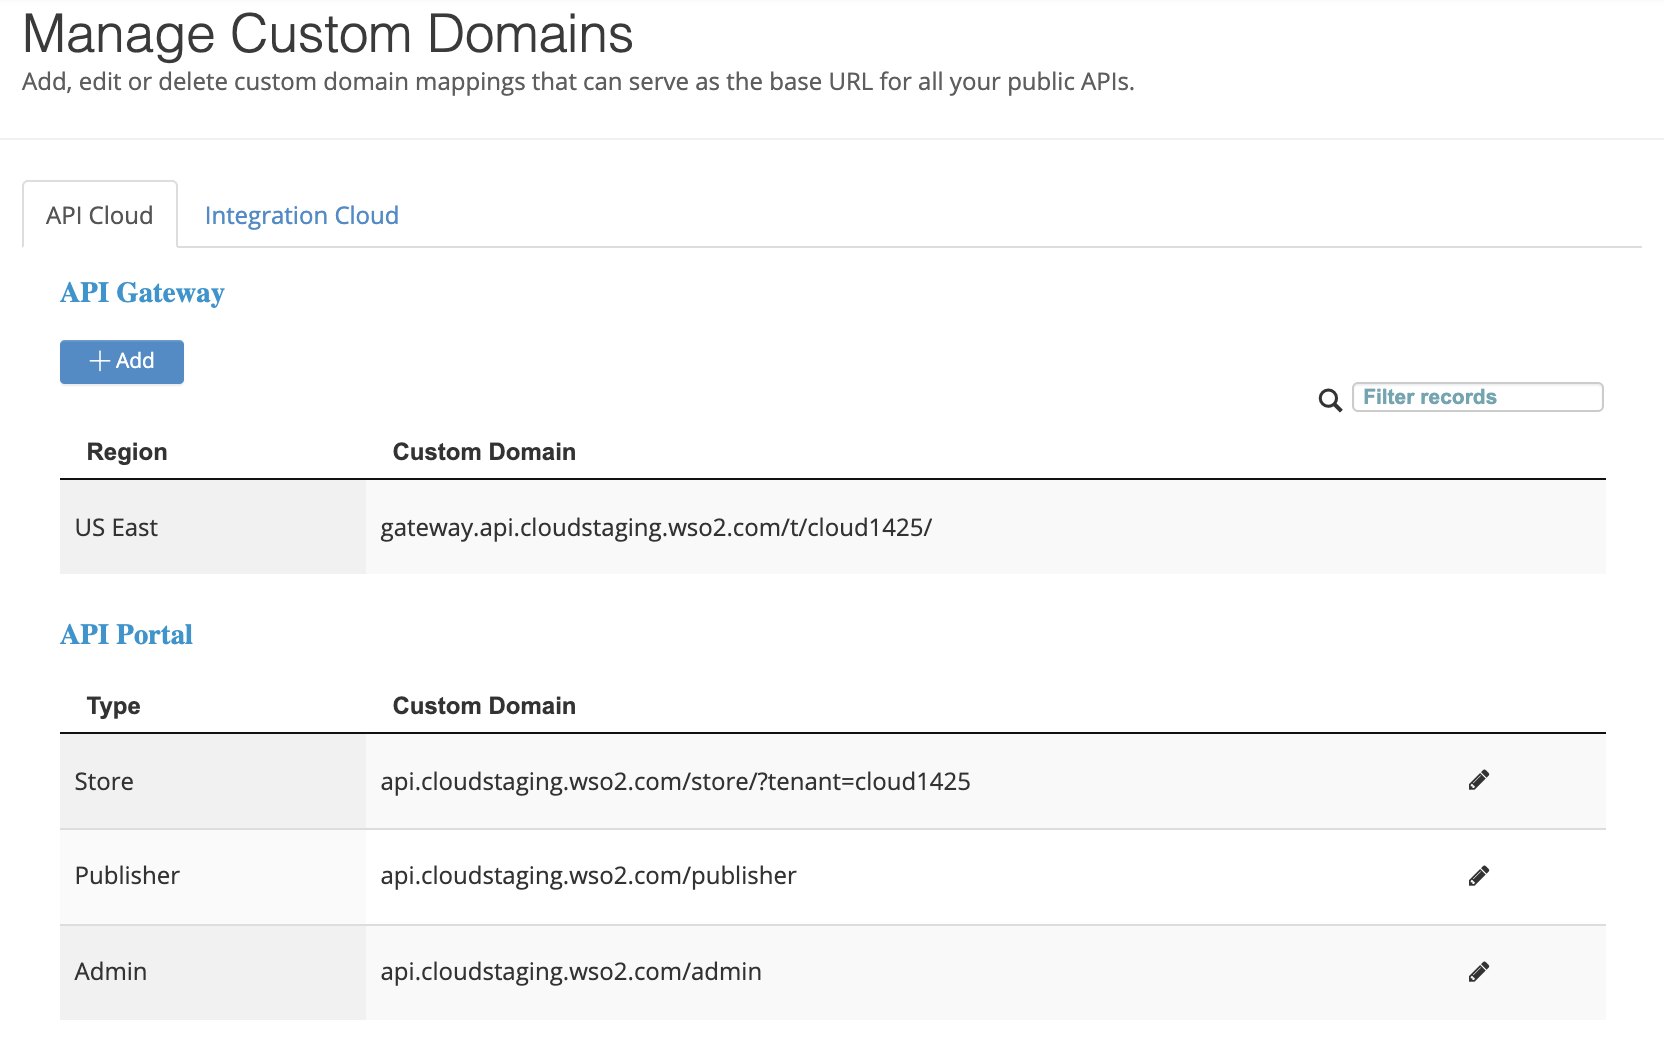 Manage Custom Domains
Add, edit or delete custom domain mappings that can serve as the base URL for all your public APIs.
API Cloud Integration Cloud
API Gateway
Add
Filter records
Region Custom Domain
US East gateway.api.cloudstaging.wso2.com/t/cloud1425/
API Portal
Type Custom Domain
Store api.cloudstaging.wso2.com/store/?tenant=cloud1425
Publisher api.cloudstaging.wso2.com/publisher
Admin api.cloudstaging.wso2.com/admin